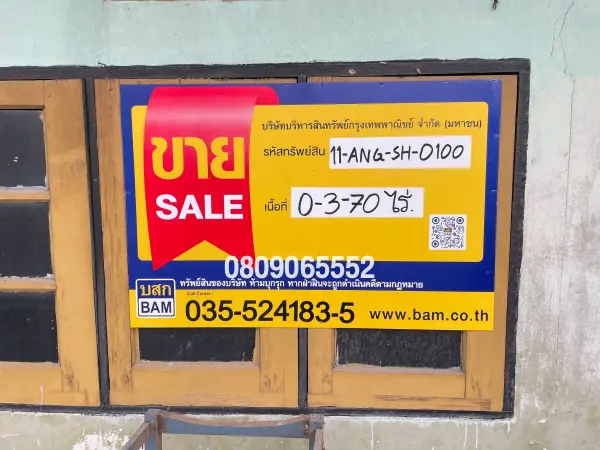 ขาย
SALE
บริษัทบริหารสินทรัพย์กรุงเทพพาณิชย์ จำกัด (มหาชน)
รหัสทรัพย์สิน 11-ANG-SH-0100
เนื้อที่ 0-3-70 ไร่.
0809065552
ทรัพย์สินของบริษัท ห้ามบุกรุก หากฝ่าฝืนจะถูกดำเนินคดีตามกฎหมาย
บสก
BAM
Call Center
035-524183-5 www.bam.co.th